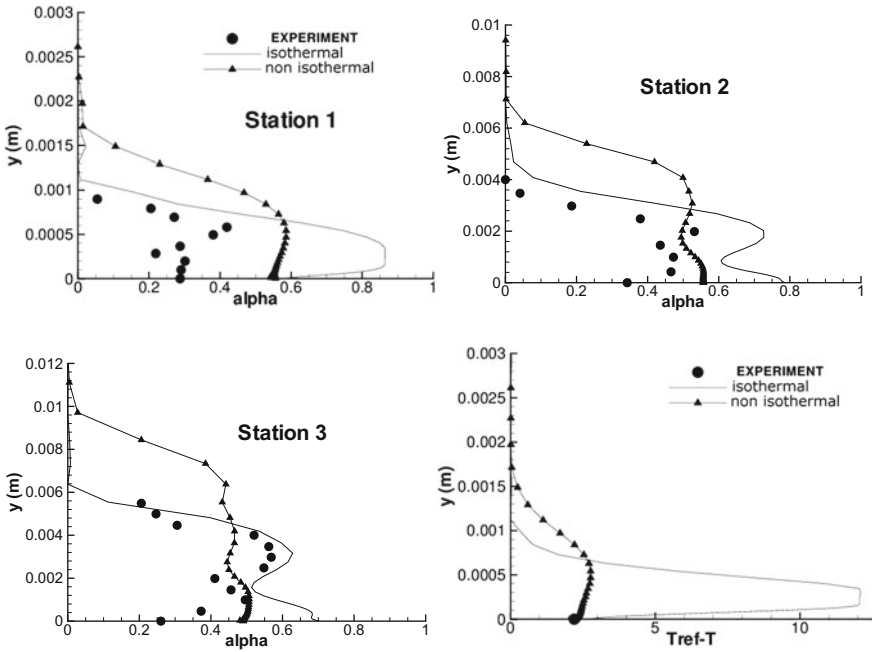 0.003
0.0025
0.002
0.0015
0.001
0.0005
0
y (m)
EXPERIMENT
isothermal
non isothermal
Station 1
0 0.2 0.4 0.6 0.8 1
alpha
0.01
0.008
0.006
0.004
0.002
0
y (m)
Station 2
0 0.2 0.4 0.6 0.8 1
alpha
0.012
0.01
0.008
0.006
0.004
0.002
0
y (m)
Station 3
0 0.2 0.4 0.6 0.8 1
alpha
0.003
0.0025
0.002
0.0015
0.001
0.0005
0
y (m)
EXPERIMENT
isothermal
non isothermal
0 5 10
Tref-T